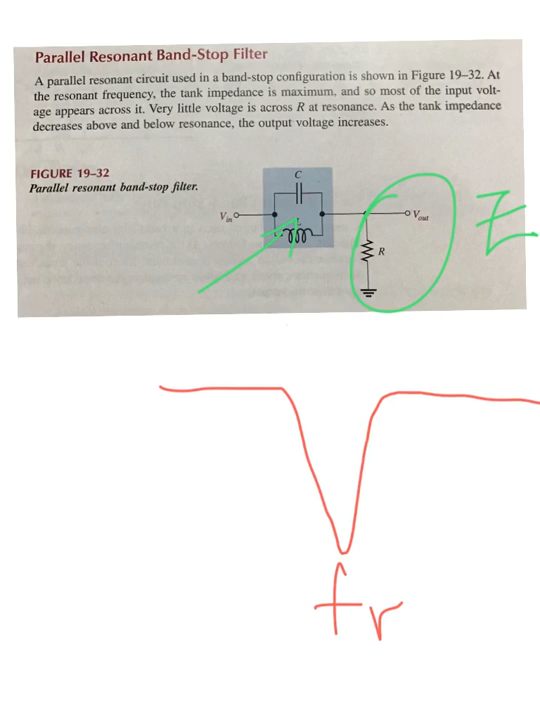 Parallel Resonant Band-Stop Filter
A parallel resonant circuit used in a band-stop configuration is shown in Figure 19–32. At
the resonant frequency, the tank impedance is maximum, and so most of the input volt-
age appears across it. Very little voltage is across R at resonance. As the tank impedance
decreases above and below resonance, the output voltage increases.
FIGURE 19–32
Parallel resonant band-stop filter.
C
Vin
L
Vout
R
Z
fr